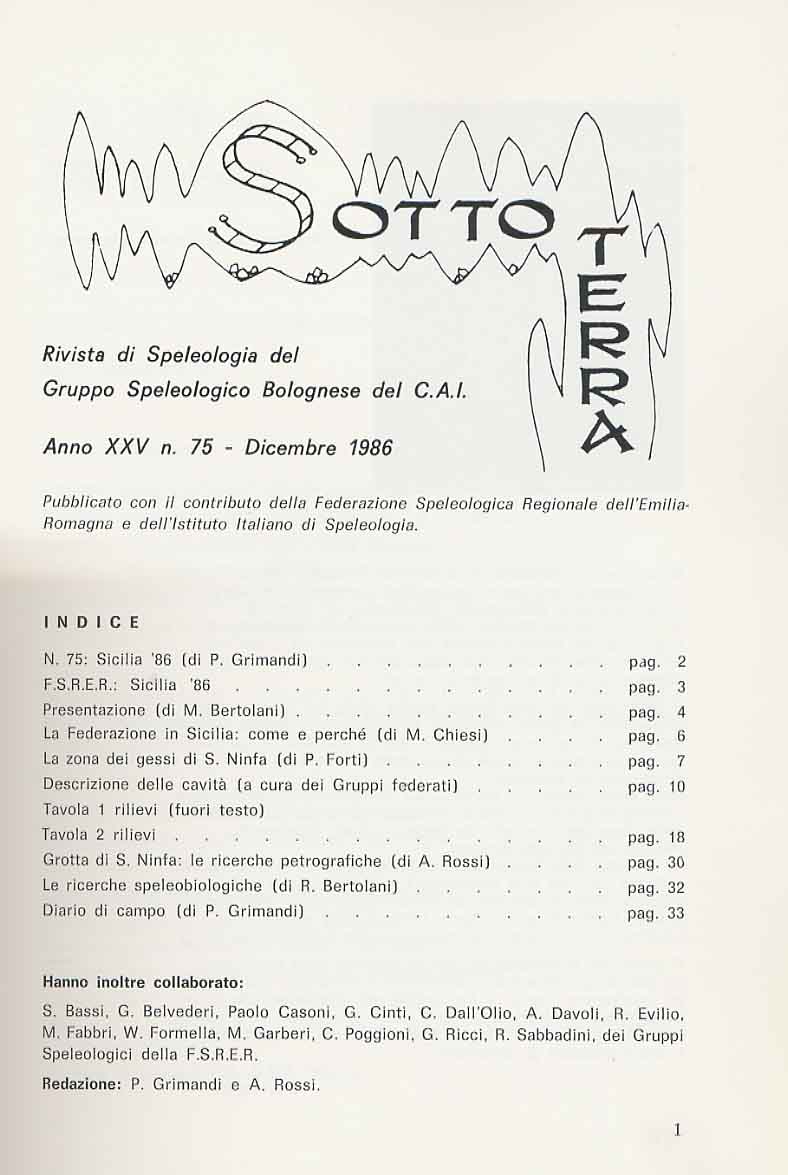 SOTTO
TERRA
Rivista di Speleologia del
Gruppo Speleologico Bolognese del C.A.I.
Anno XXV n. 75 - Dicembre 1986
Pubblicato con il contributo della Federazione Speleologica Regionale dell'Emilia-
Romagna e dell'Istituto Italiano di Speleologia.
INDICE
N. 75: Sicilia '86 (di P. Grimandi) . . . . . . . . . . pag. 2
F.S.R.E.R.: Sicilia '86 . . . . . . . . . . . . . pag. 3
Presentazione (di M. Bertolani) . . . . . . . . . . . pag. 4
La Federazione in Sicilia: come e perché (di M. Chiesi) . . . . pag. 6
La zona dei gessi di S. Ninfa (di P. Forti) . . . . . . . . pag. 7
Descrizione delle cavità (a cura dei Gruppi federati) . . . . . pag. 10
Tavola 1 rilievi (fuori testo)
Tavola 2 rilievi . . . . . . . . . . . . . . . pag. 18
Grotta di S. Ninfa: le ricerche petrografiche (di A. Rossi) . . . . pag. 30
Le ricerche speleobiologiche (di R. Bertolani) . . . . . . . pag. 32
Diario di campo (di P. Grimandi) . . . . . . . . . . pag. 33
Hanno inoltre collaborato:
S. Bassi, G. Belvederi, Paolo Casoni, G. Cinti, C. Dall'Olio, A. Davoli, R. Evilio,
M. Fabbri, W. Formella, M. Garberi, C. Poggioni, G. Ricci, R. Sabbadini, dei Gruppi
Speleologici della F.S.R.E.R.
Redazione: P. Grimandi e A. Rossi.
1